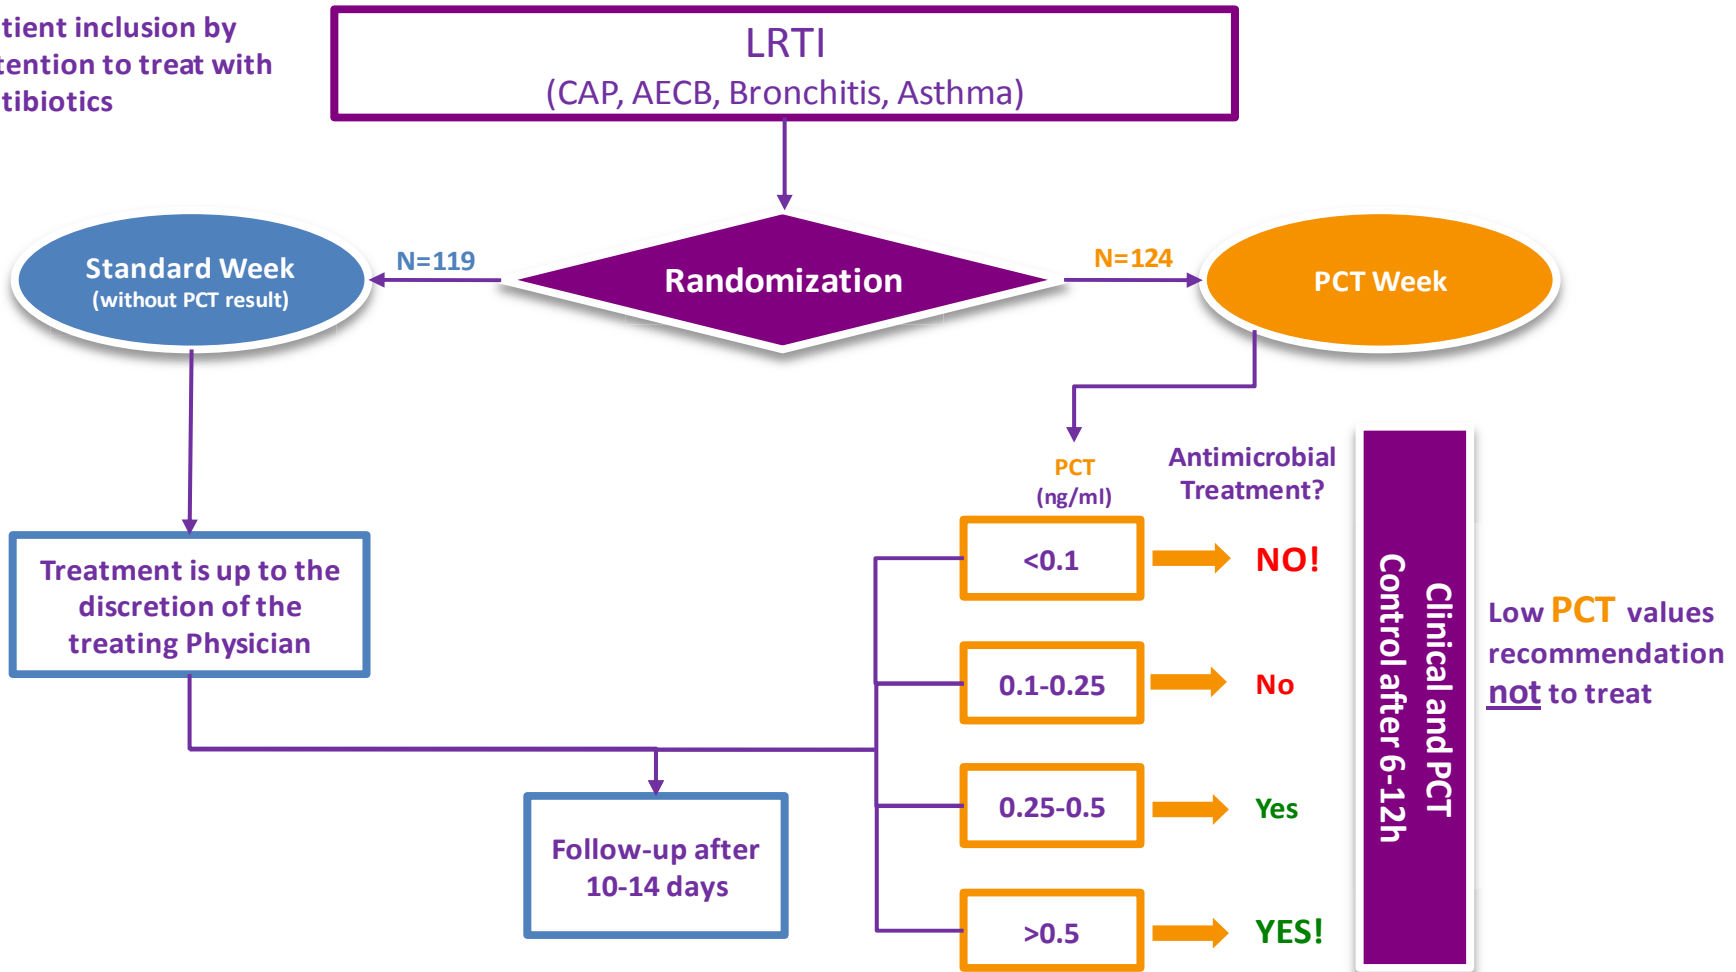 tient inclusion by
tention to treat with
tibiotics
LRTI
(CAP, AECB, Bronchitis, Asthma)
Standard Week
(without PCT result)
N=119
Randomization
N=124
PCT Week
PCT
(ng/ml)
Antimicrobial
Treatment?
Treatment is up to the
discretion of the
treating Physician
<0.1
NO!
0.1-0.25
No
0.25-0.5
Yes
>0.5
YES!
Clinical and PCT
Control after 6-12h
Low PCT values
recommendation
not to treat
Follow-up after
10-14 days